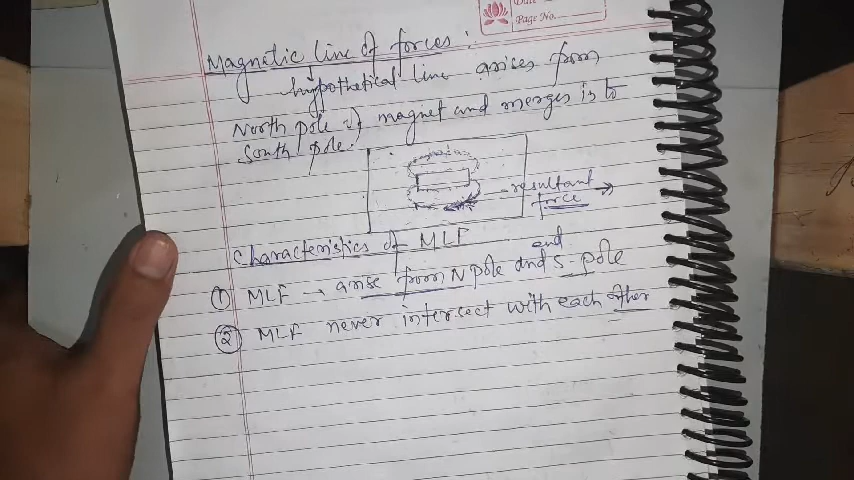 Page No.
Magnetic line of forces :
hypothetical line arises from
North pole of magnet and merges is to
South pole.
resultant
force
Characteristics of MLF
and
① MLF → arise from N pole and S-pole
② MLF never intersect with each other